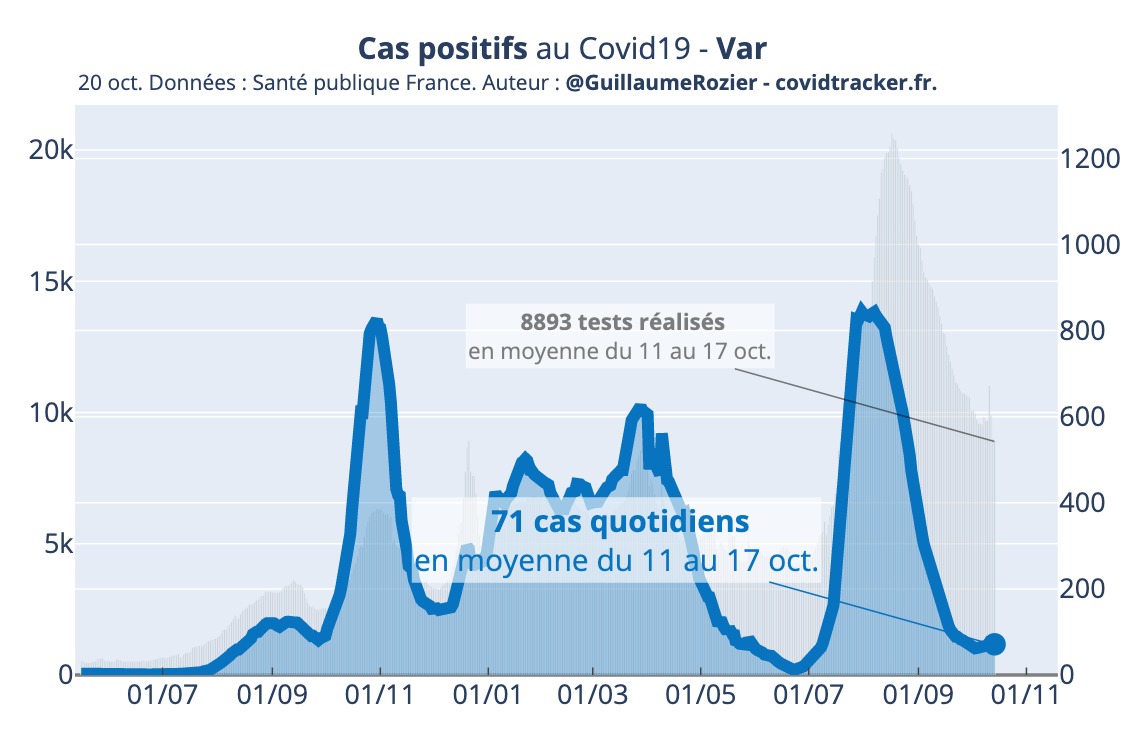 Cas positifs au Covid19 - Var
20 oct. Données : Santé publique France. Auteur : @GuillaumeRozier - covidtracker.fr.
20k
15k
10k
5k
0
1200
1000
800
600
400
200
0
8893 tests réalisés
en moyenne du 11 au 17 oct.
71 cas quotidiens
en moyenne du 11 au 17 oct.
01/07 01/09 01/11 01/01 01/03 01/05 01/07 01/09 01/11